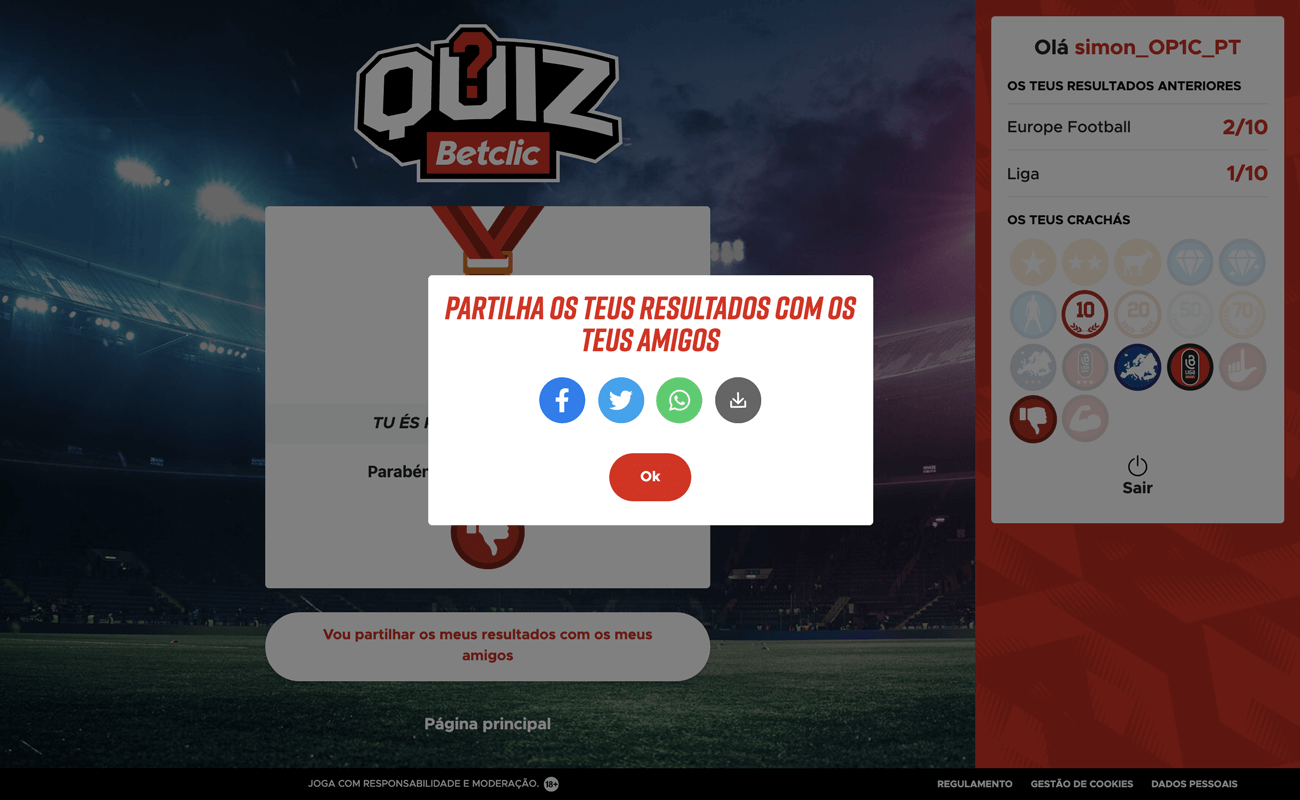 QUIZ
Betclic
Olá simon_OP1C_PT
OS TEUS RESULTADOS ANTERIORES
Europe Football 2/10
Liga 1/10
OS TEUS CRACHÁS
10 20 50 70
PARTILHA OS TEUS RESULTADOS COM OS
TEUS AMIGOS
Ok
TU ÉS
Parabén
Sair
Vou partilhar os meus resultados com os meus
amigos
Página principal
JOGA COM RESPONSABILIDADE E MODERAÇÃO. 18+
REGULAMENTO GESTÃO DE COOKIES DADOS PESSOAIS